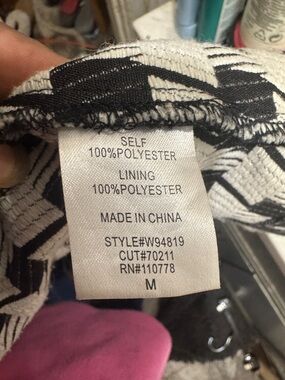 SELF
100%POLYESTER
LINING
100%POLYESTER
MADE IN CHINA
STYLE#W94819
CUT#70211
RN#110778
M